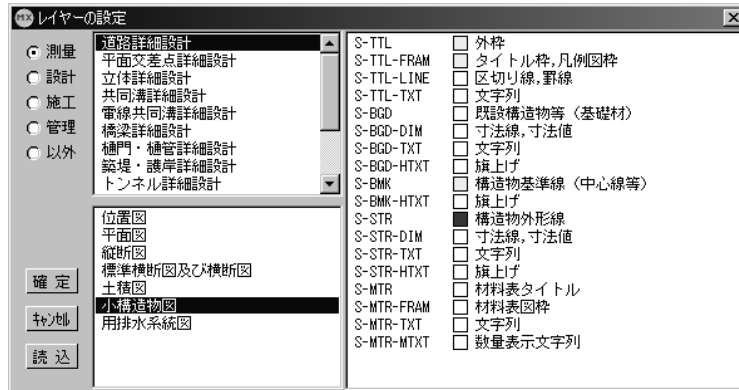 MX レイヤーの設定
測量
設計
施工
管理
以外
道路詳細設計
平面交差点詳細設計
立体詳細設計
共同溝詳細設計
電線共同溝詳細設計
橋梁詳細設計
樋門・樋管詳細設計
築堤・護岸詳細設計
トンネル詳細設計
位置図
平面図
縦断図
標準横断図及び横断図
土積図
小構造物図
用排水系統図
確 定
キャンセル
読 込
S-TTL 外枠
S-TTL-FRAM タイトル枠,凡例図枠
S-TTL-LINE 区切り線,罫線
S-TTL-TXT 文字列
S-BGD 既設構造物等（基礎材）
S-BGD-DIM 寸法線,寸法値
S-BGD-TXT 文字列
S-BGD-HTXT 旗上げ
S-BMK 構造物基準線（中心線等）
S-BMK-HTXT 旗上げ
S-STR 構造物外形線
S-STR-DIM 寸法線,寸法値
S-STR-TXT 文字列
S-STR-HTXT 旗上げ
S-MTR 材料表タイトル
S-MTR-FRAM 材料表図枠
S-MTR-TXT 文字列
S-MTR-MTXT 数量表示文字列